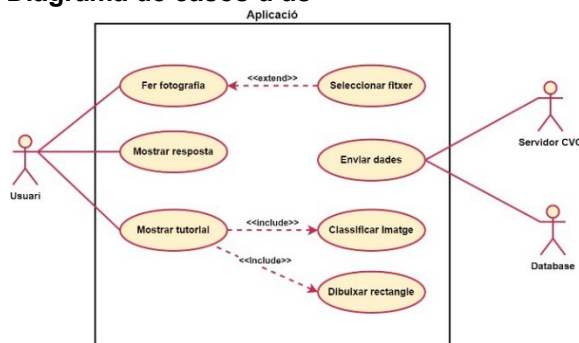 Diagrama de casos d'ús
Aplicació
Fer fotografia
<<extend>>
Seleccionar fitxer
Mostrar resposta
Enviar dades
Servidor CVC
Usuari
Mostrar tutorial
<<include>>
Classificar Imatge
<<Include>>
Dibuixar rectangle
Database